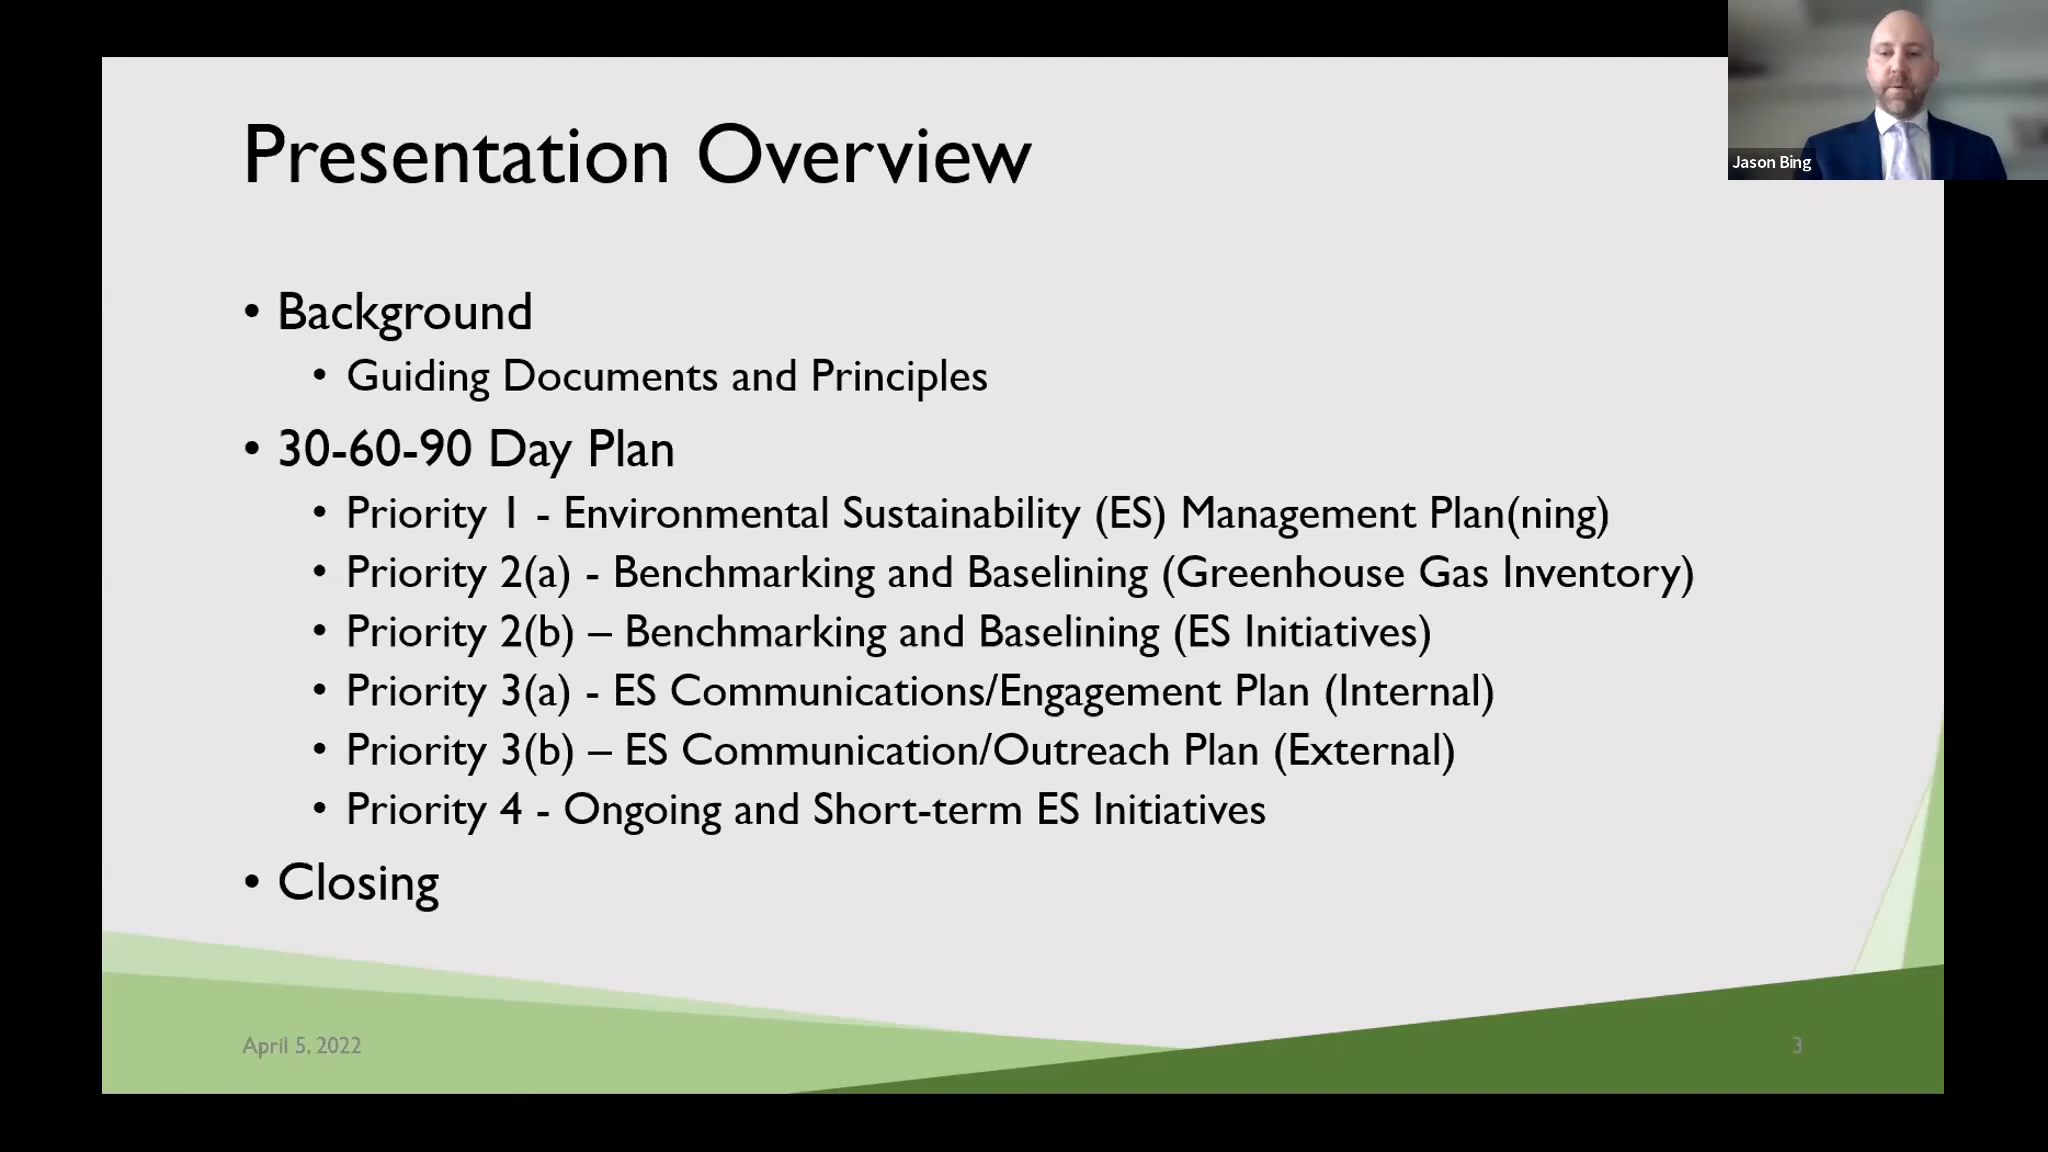 Presentation Overview
Jason Bing
• Background
• Guiding Documents and Principles
• 30-60-90 Day Plan
• Priority 1 - Environmental Sustainability (ES) Management Plan(ning)
• Priority 2(a) - Benchmarking and Baselining (Greenhouse Gas Inventory)
• Priority 2(b) – Benchmarking and Baselining (ES Initiatives)
• Priority 3(a) - ES Communications/Engagement Plan (Internal)
• Priority 3(b) – ES Communication/Outreach Plan (External)
• Priority 4 - Ongoing and Short-term ES Initiatives
• Closing
April 5, 2022
3